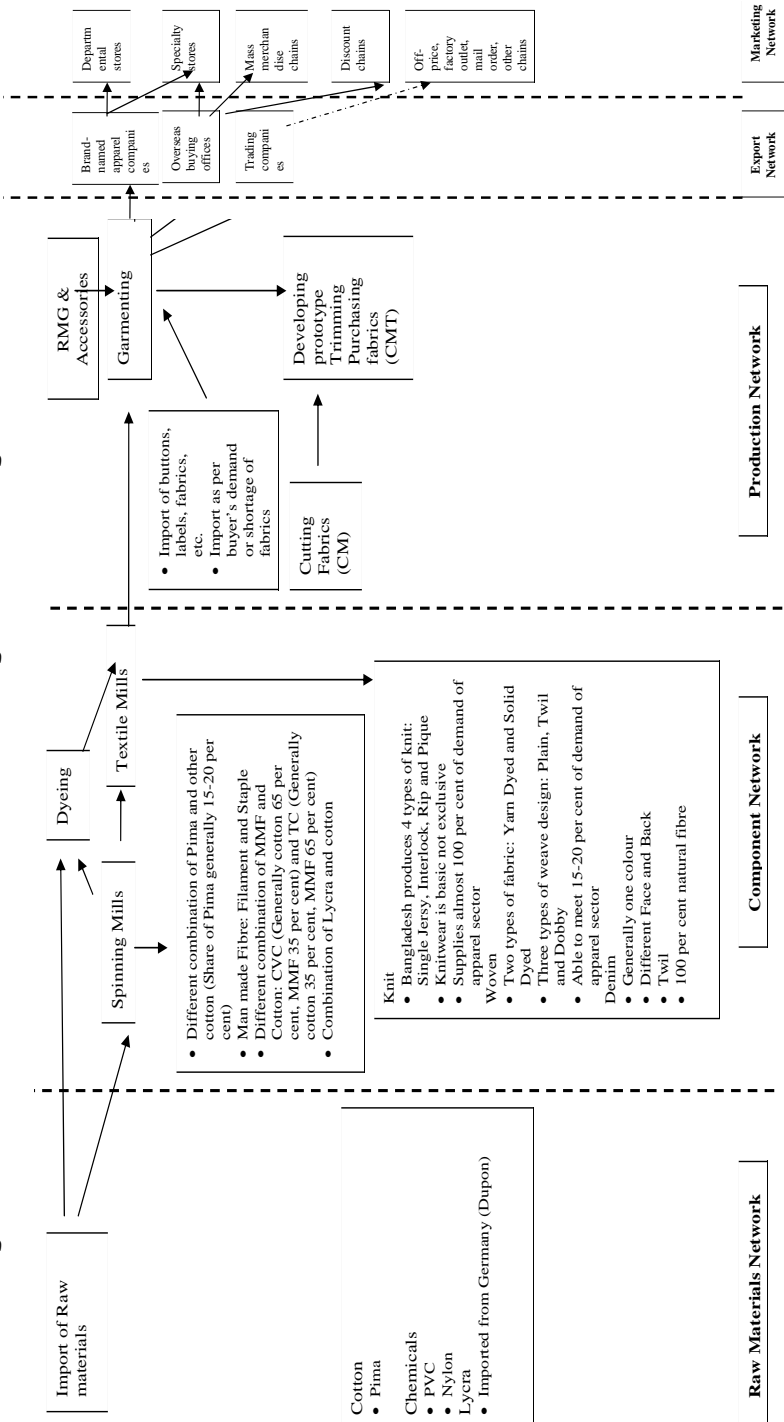 Import of Raw
materials
Cotton
• Pima
Chemicals
• PVC
• Nylon
Lycra
• Imported from Germany (Dupon)
Raw Materials Network
Dyeing
Spinning Mills
Textile Mills
• Different combination of Pima and other
cotton (Share of Pima generally 15-20 per
cent)
• Man made Fibre: Filament and Staple
• Different combination of MMF and
Cotton: CVC (Generally cotton 65 per
cent, MMF 35 per cent) and TC (Generally
cotton 35 per cent, MMF 65 per cent)
• Combination of Lycra and cotton
Knit
• Bangladesh produces 4 types of knit:
Single Jersy, Interlock, Rip and Pique
• Knitwear is basic not exclusive
• Supplies almost 100 per cent of demand of
apparel sector
Woven
• Two types of fabric: Yarn Dyed and Solid
Dyed
• Three types of weave design: Plain, Twil
and Dobby
• Able to meet 15-20 per cent of demand of
apparel sector
Denim
• Generally one colour
• Different Face and Back
• Twil
• 100 per cent natural fibre
Component Network
RMG &
Accessories
Garmenting
• Import of buttons,
labels, fabrics,
etc.
• Import as per
buyer's demand
or shortage of
fabrics
Cutting
Fabrics
(CM)
Developing
prototype
Trimming
Purchasing
fabrics
(CMT)
Production Network
Brand-
named
apparel
compani
es
Overseas
buying
offices
Trading
compani
es
Export
Network
Departm
ental
stores
Specialty
stores
Mass
merchan
dise
chains
Discount
chains
Off-
price,
factory
outlet,
mail
order,
other
chains
Marketing
Network